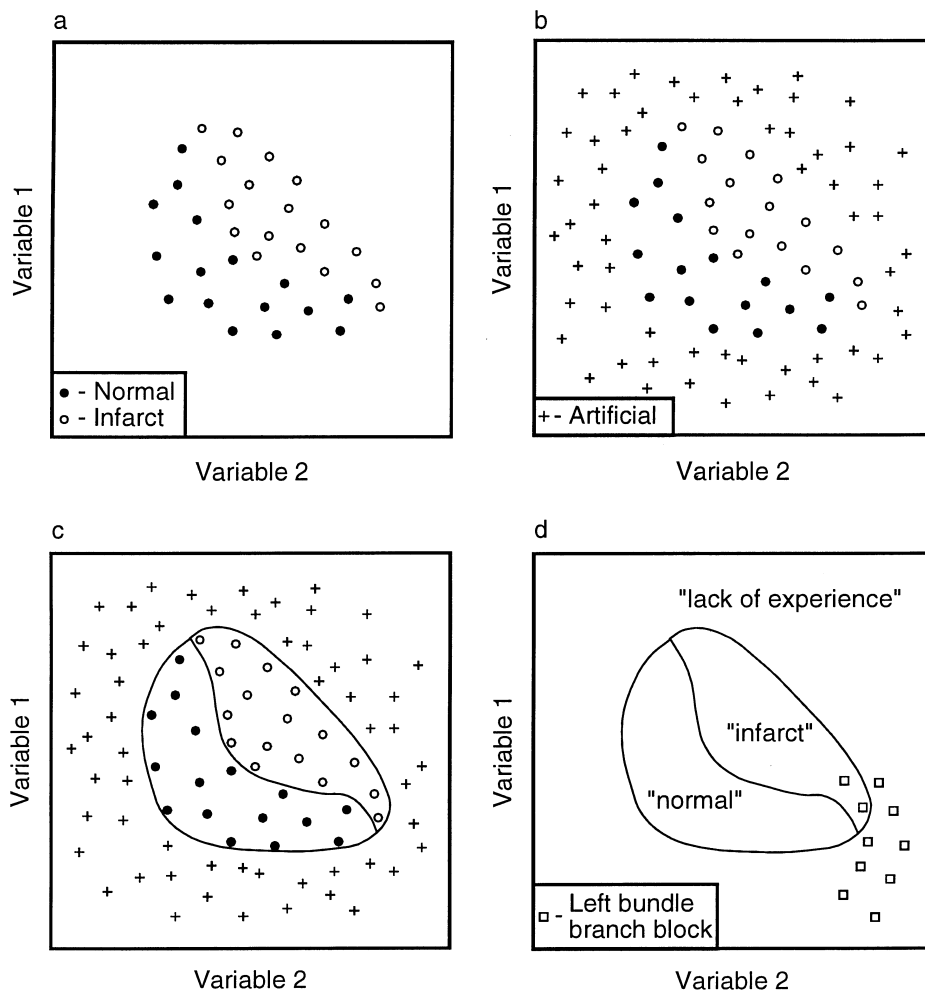 a
Variable 1
- Normal
- Infarct
Variable 2
b
Variable 1
+- Artificial
Variable 2
c
Variable 1
Variable 2
d
Variable 1
"lack of experience"
"infarct"
"normal"
- Left bundle
branch block
Variable 2